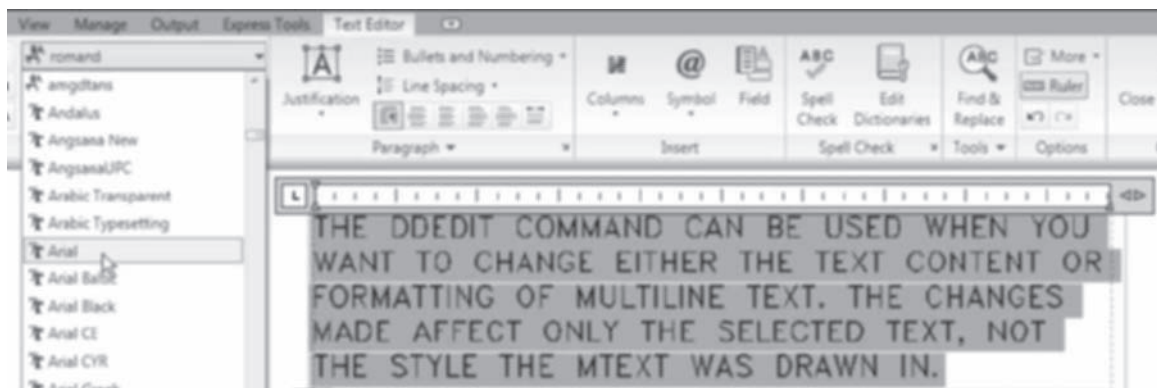 View Manage Output Express Tools Text Editor
romand
amgdtans
Andalus
Angsana New
AngsanaUPC
Arabic Transparent
Arabic Typesetting
Arial
Arial Baltic
Arial Black
Arial CE
Arial CYR
Arial Greek
Justification
Bullets and Numbering
Line Spacing
Paragraph
Columns
Symbol
Field
Insert
ABC
Spell Check
Edit Dictionaries
Spell Check
ABC
Find & Replace
Tools
More
Ruler
Options
Close
L
THE DDEDIT COMMAND CAN BE USED WHEN YOU
WANT TO CHANGE EITHER THE TEXT CONTENT OR
FORMATTING OF MULTILINE TEXT. THE CHANGES
MADE AFFECT ONLY THE SELECTED TEXT, NOT
THE STYLE THE MTEXT WAS DRAWN IN.